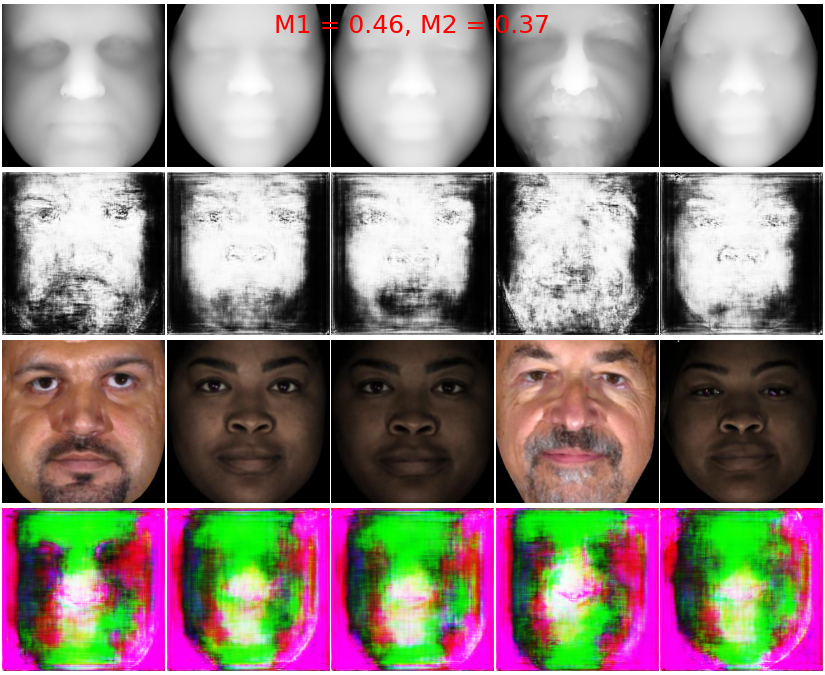 M1 = 0.46, M2 = 0.37